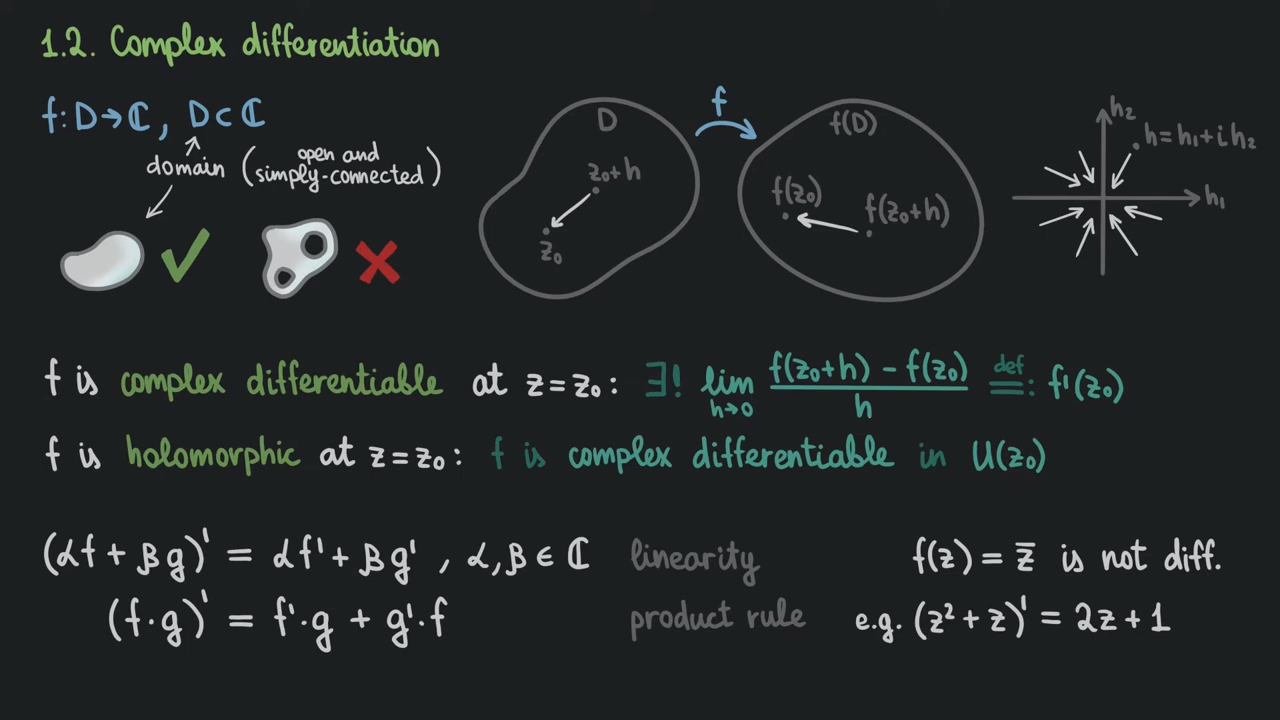 1.2. Complex differentiation
f: D → ℂ, D ⊂ ℂ
domain (open and simply-connected)
D
z₀+h
z₀
f
f(D)
f(z₀)
f(z₀+h)
h₂
h = h₁ + i h₂
h₁
f is complex differentiable at z = z₀: ∃! lim h→0 (f(z₀+h) - f(z₀))/h def=: f'(z₀)
f is holomorphic at z = z₀: f is complex differentiable in U(z₀)
(αf + βg)' = αf' + βg' , α, β ∈ ℂ linearity
f(z) = z̅ is not diff.
(f·g)' = f'·g + g'·f product rule
e.g. (z² + z)' = 2z + 1